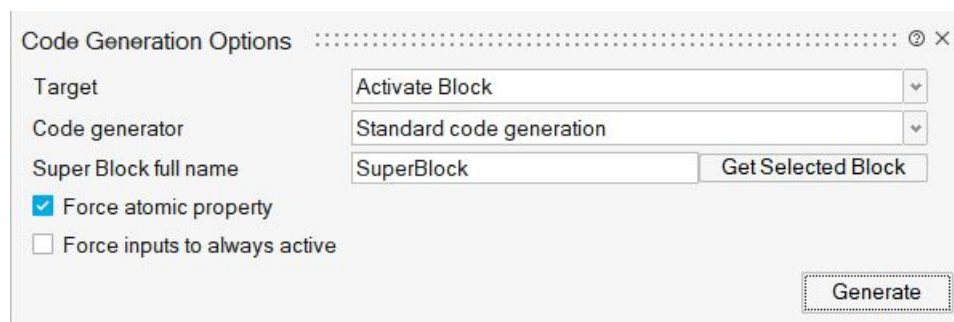 Code Generation Options
Target Activate Block
Code generator Standard code generation
Super Block full name SuperBlock Get Selected Block
Force atomic property
Force inputs to always active
Generate